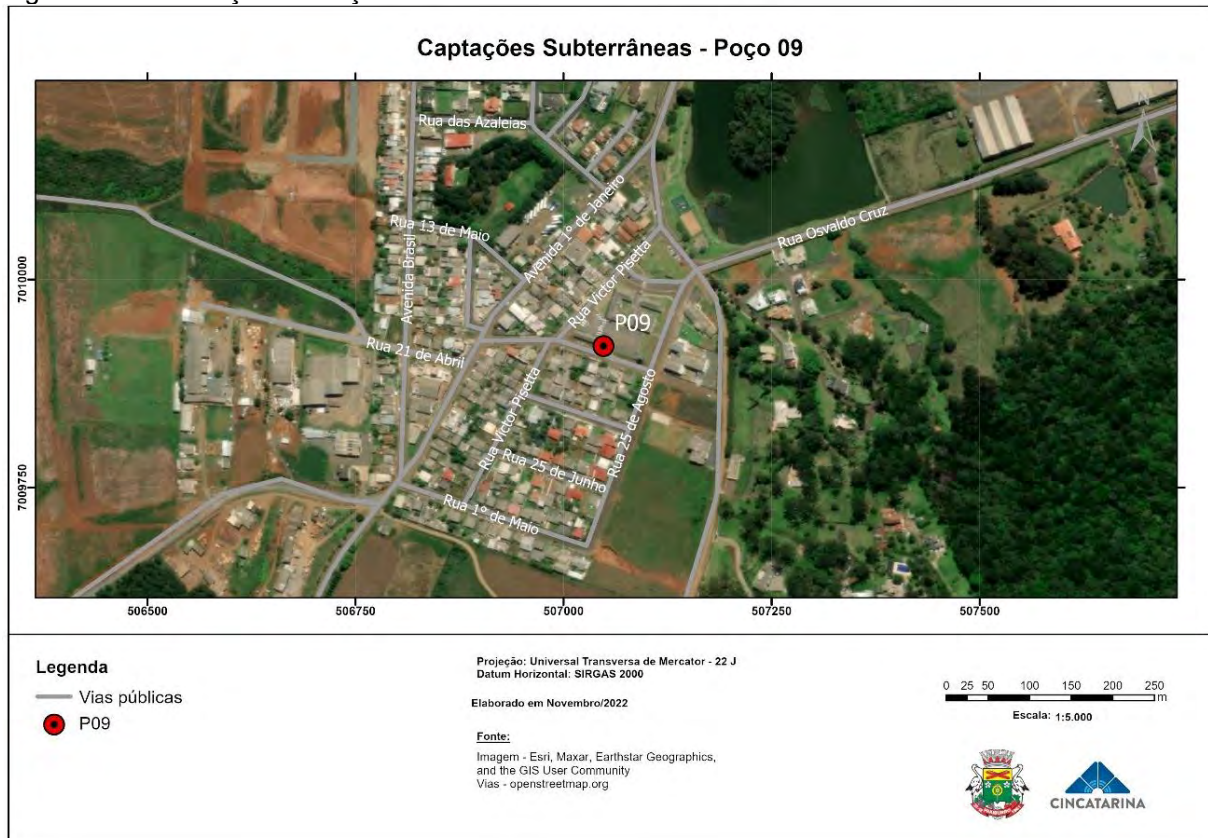 Captações Subterrâneas - Poço 09
Rua das Azaleias
Rua 13 de Maio
Avenida 1º de Janeiro
Rua Osvaldo Cruz
Avenida Brasil
Rua Victor Pisetta
P09
Rua 21 de Abril
Rua Victor Pisetta
Rua 25 de Agosto
Rua 25 de Junho
Rua 1º de Maio
7010000
7009750
506500
506750
507000
507250
507500
Legenda
Vias públicas
P09
Projeção: Universal Transversa de Mercator - 22 J
Datum Horizontal: SIRGAS 2000
Elaborado em Novembro/2022
Fonte:
Imagem - Esri, Maxar, Earthstar Geographics,
and the GIS User Community
Vias - openstreetmap.org
0 25 50 100 150 200 250
m
Escala: 1:5.000
CINCATARINA